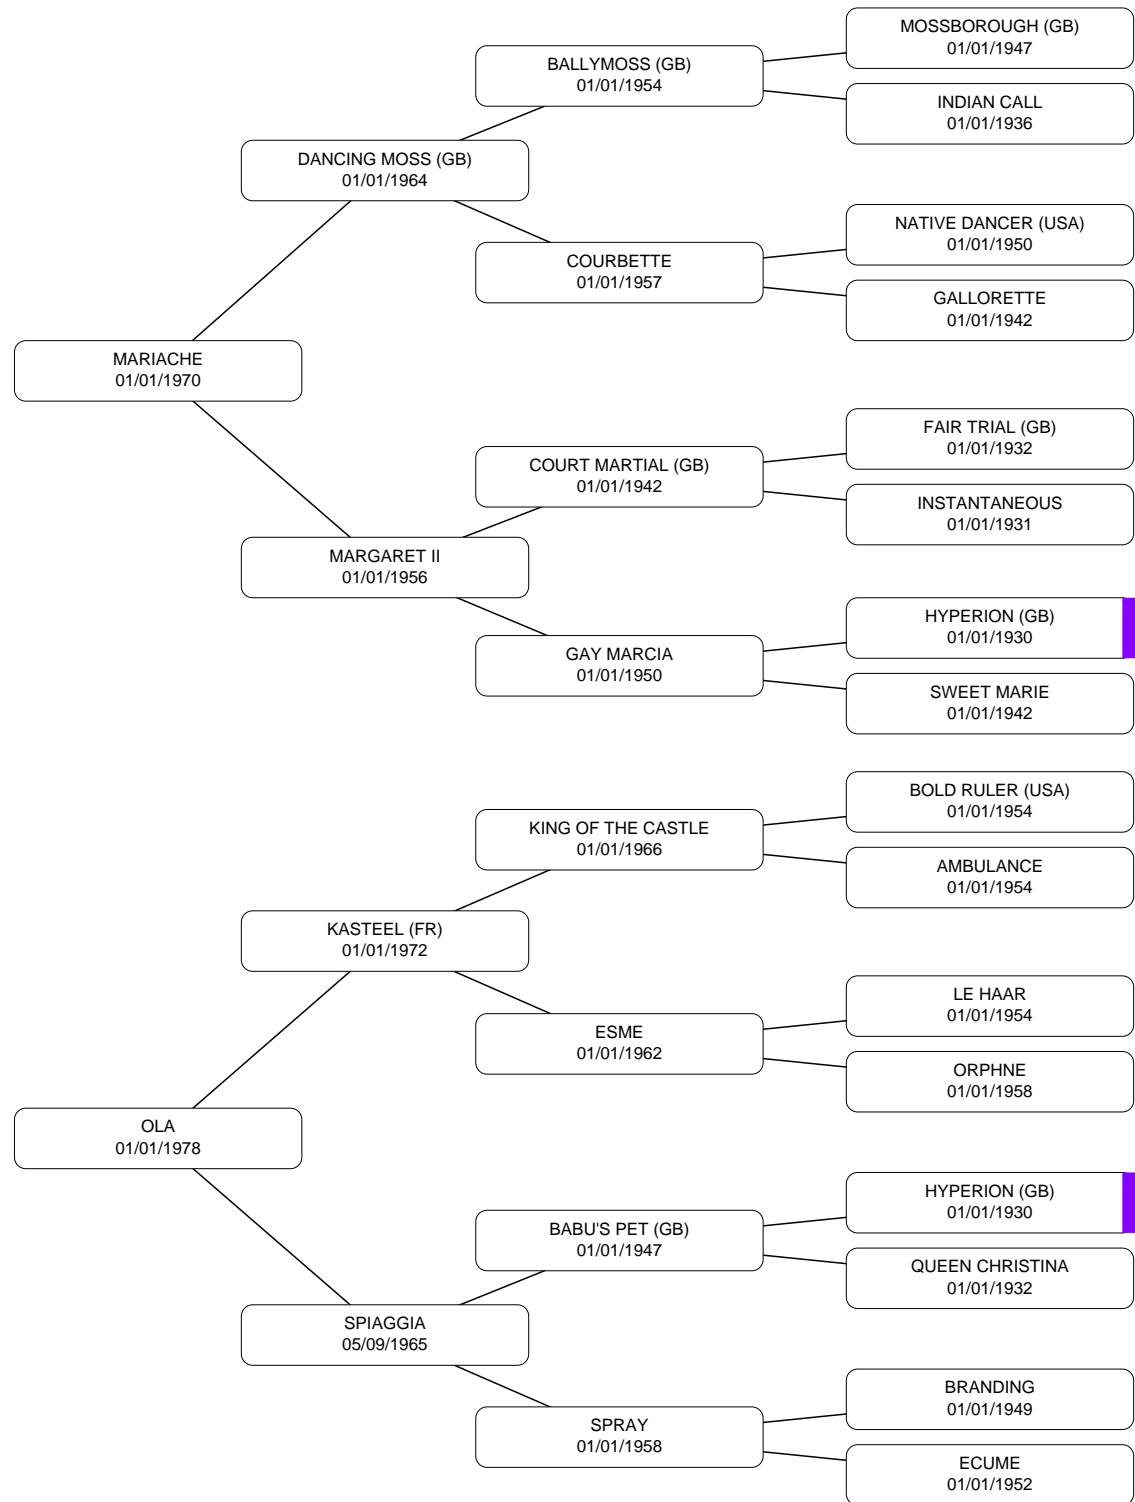 MOSSBOROUGH (GB)
01/01/1947
BALLYMOSS (GB)
01/01/1954
INDIAN CALL
01/01/1936
DANCING MOSS (GB)
01/01/1964
NATIVE DANCER (USA)
01/01/1950
COURBETTE
01/01/1957
GALLORETTE
01/01/1942
MARIACHE
01/01/1970
FAIR TRIAL (GB)
01/01/1932
COURT MARTIAL (GB)
01/01/1942
INSTANTANEOUS
01/01/1931
MARGARET II
01/01/1956
HYPERION (GB)
01/01/1930
GAY MARCIA
01/01/1950
SWEET MARIE
01/01/1942
BOLD RULER (USA)
01/01/1954
KING OF THE CASTLE
01/01/1966
AMBULANCE
01/01/1954
KASTEEL (FR)
01/01/1972
LE HAAR
01/01/1954
ESME
01/01/1962
ORPHNE
01/01/1958
OLA
01/01/1978
HYPERION (GB)
01/01/1930
BABU'S PET (GB)
01/01/1947
QUEEN CHRISTINA
01/01/1932
SPIAGGIA
05/09/1965
BRANDING
01/01/1949
SPRAY
01/01/1958
ECUME
01/01/1952